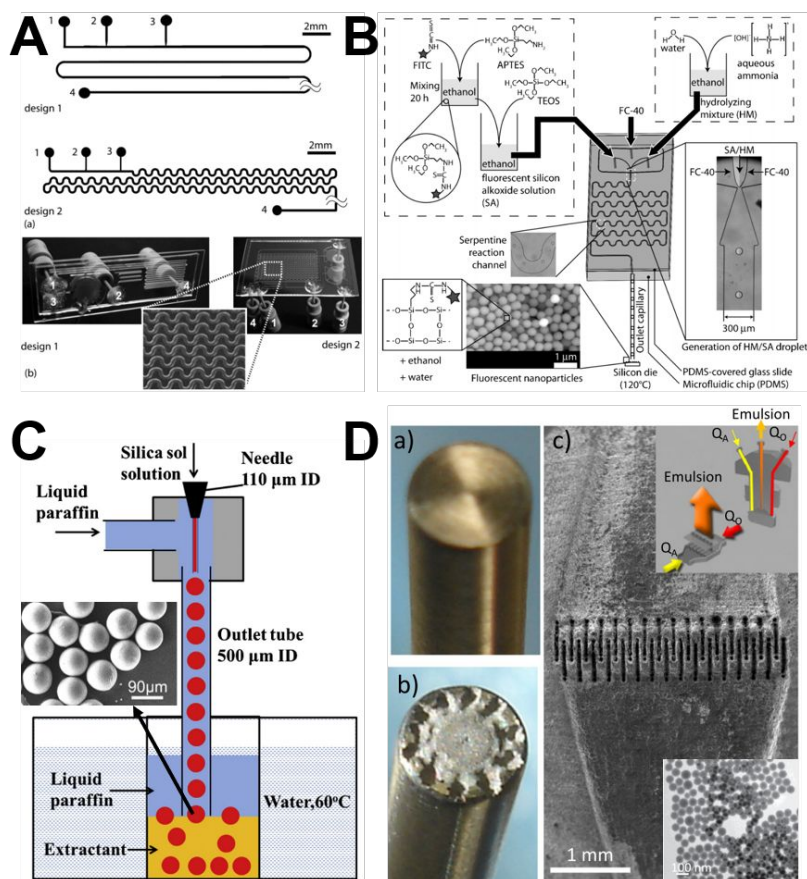 A
1
2
3
2mm
4
design 1
1
2
3
2mm
4
design 2
(a)
3
1
2
4
4
1
2
3
design 1
design 2
(b)
B
FITC
APTES
Mixing
20 h
ethanol
TEOS
ethanol
fluorescent silicon
alkoxide solution
(SA)
FC-40
water
aqueous
ammonia
ethanol
hydrolyzing
mixture (HM)
SA/HM
FC-40
FC-40
Serpentine
reaction
channel
300 µm
Generation of HM/SA droplet
+ ethanol
+ water
1 µm
Fluorescent nanoparticles
Outlet capillary
Silicon die
(120°C)
PDMS-covered glass slide
Microfluidic chip (PDMS)
C
Silica sol
solution
Needle
110 µm ID
Liquid
paraffin
Outlet tube
500 µm ID
90µm
Liquid
paraffin
Water,60°C
Extractant
D
a)
b)
c)
Emulsion
Q_A
Q_O
Emulsion
Q_O
Q_A
1 mm
100 nm